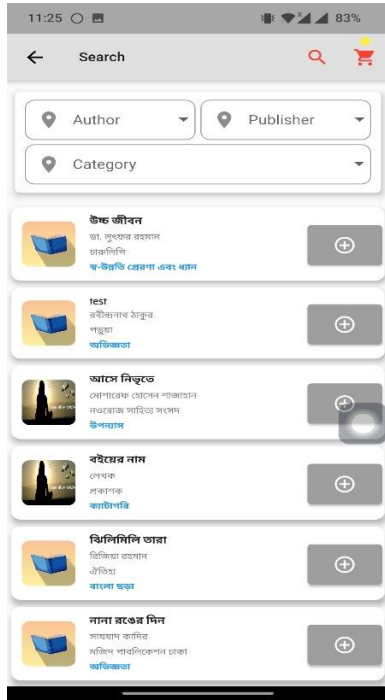 11:25 83%
Search
Author Publisher
Category
উচ্চ জীবন
ডা. লুৎফর রহমান
চারুলিপি
স্ব-উন্নতি প্রেরণা এবং ধ্যান
test
রবীন্দ্রনাথ ঠাকুর
পড়ুয়া
অভিজ্ঞতা
আসে নিভৃতে
মোশারেফ হোসেন শাজাহান
নওরোজ সাহিত্য সংসদ
উপন্যাস
বইয়ের নাম
লেখক
প্রকাশক
ক্যাটাগরি
ঝিলিমিলি তারা
রিজিয়া রহমান
ঐতিহ্য
বাংলা ছড়া
নানা রঙের দিন
সাযযাদ কাদির
মজিদ পাবলিকেশন ঢাকা
অভিজ্ঞতা